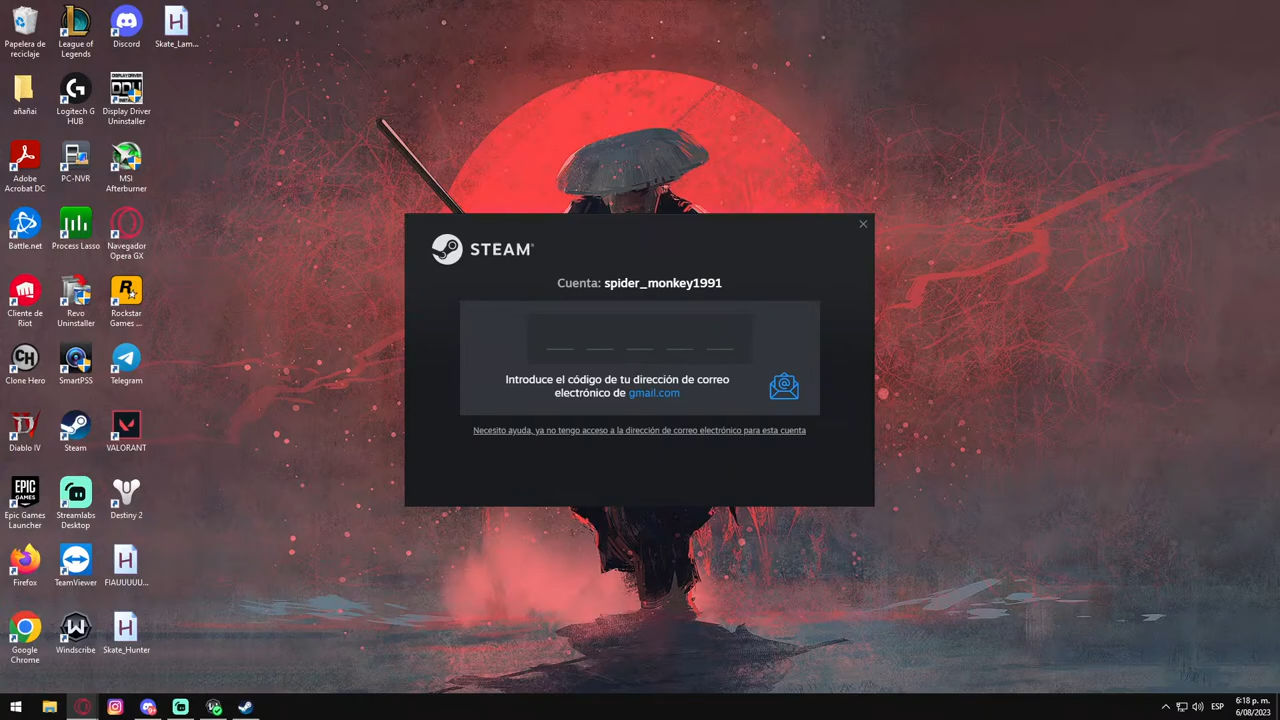 Papelera de
reciclaje
League of
Legends
Discord
Skate_Lam...
añañai
Logitech G
HUB
Display Driver
Uninstaller
Adobe
Acrobat DC
PC-NVR
MSI
Afterburner
Battle.net
Process Lasso
Navegador
Opera GX
Cliente de
Riot
Revo
Uninstaller
Rockstar
Games ...
Clone Hero
SmartPSS
Telegram
Diablo IV
Steam
VALORANT
Epic Games
Launcher
Streamlabs
Desktop
Destiny 2
Firefox
TeamViewer
FIAUUUUU...
Google
Chrome
Windscribe
Skate_Hunter
STEAM®
Cuenta: spider_monkey1991
Introduce el código de tu dirección de correo
electrónico de gmail.com
Necesito ayuda, ya no tengo acceso a la dirección de correo electrónico para esta cuenta
ESP
6:18 p. m.
6/08/2023